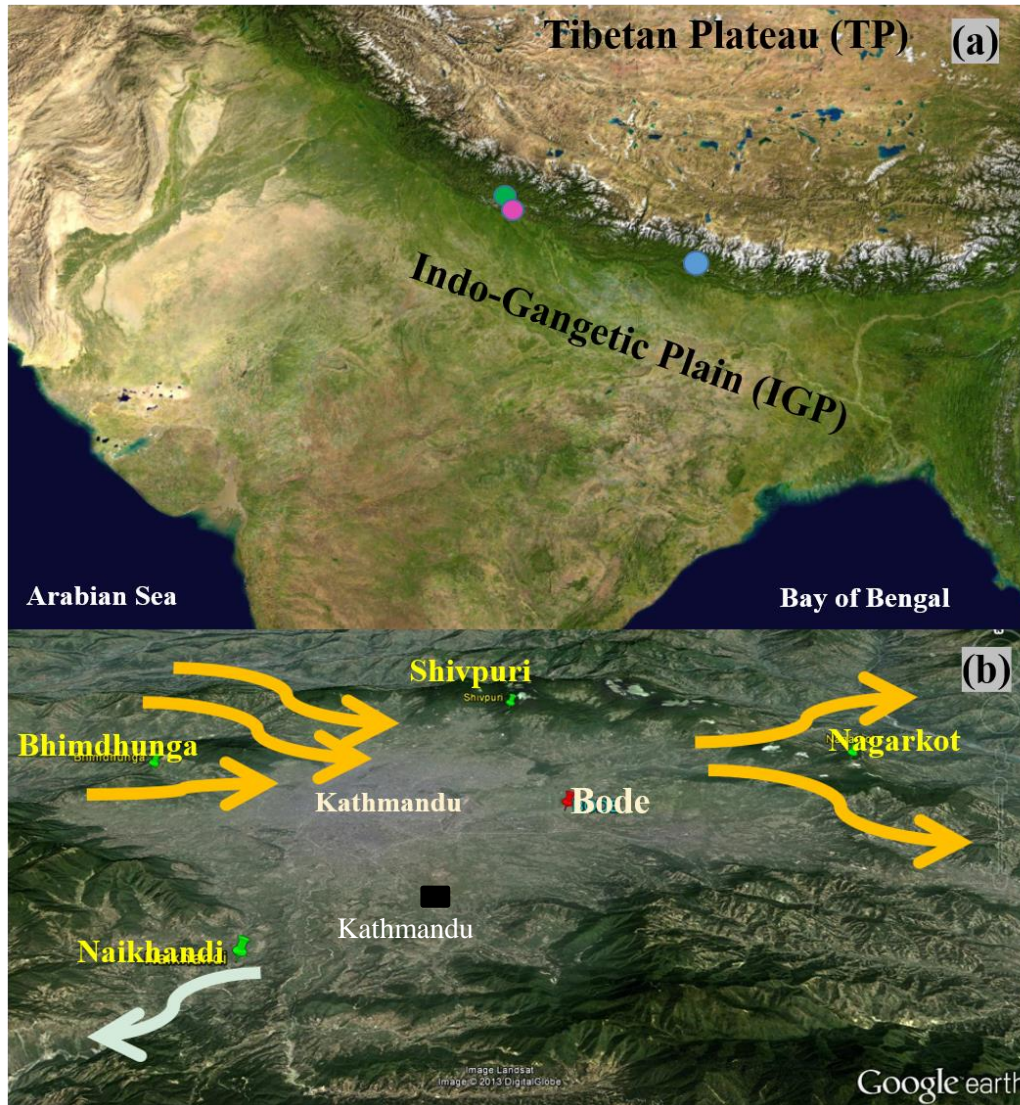 Tibetan Plateau (TP)
(a)
Indo-Gangetic Plain (IGP)
Arabian Sea
Bay of Bengal
(b)
Shivpuri
Shivpuri
Bhimdhunga
Bhimdhunga
Nagarkot
Kathmandu
Bode
Kathmandu
Naikhandi
Naikhandi
Image Landsat
Image © 2013 DigitalGlobe
Google earth